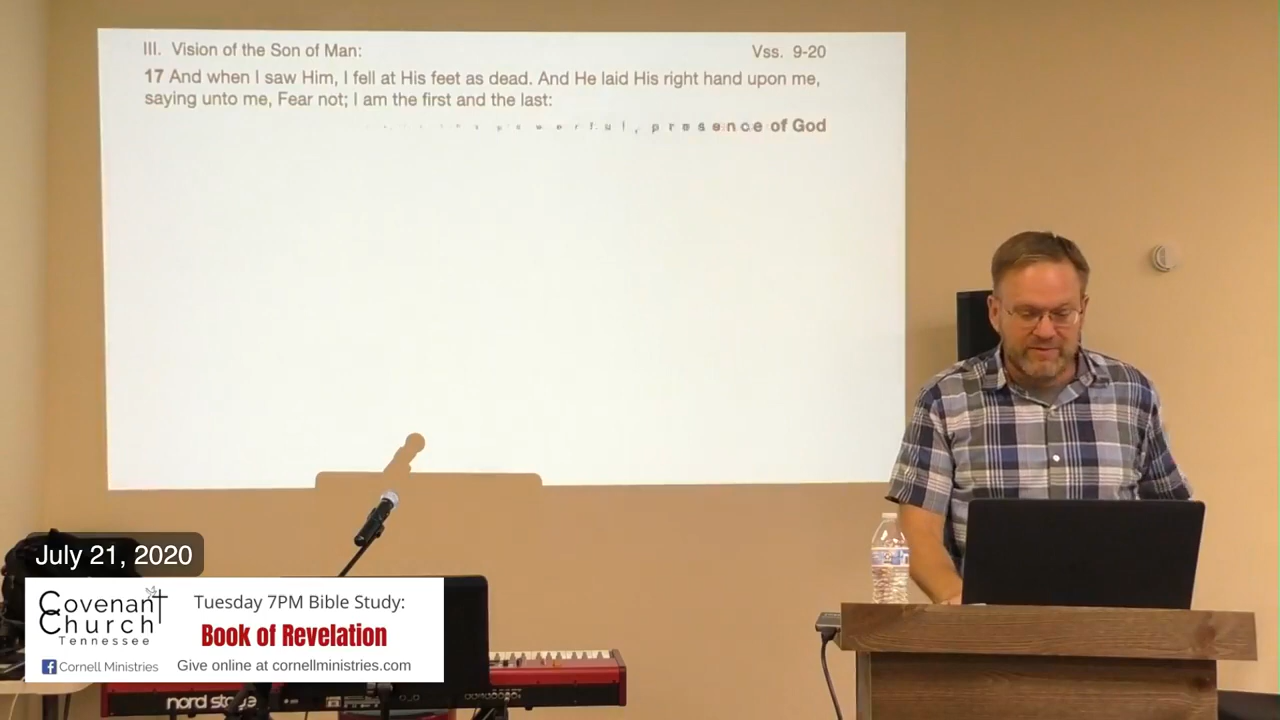 III. Vision of the Son of Man: Vss. 9-20
17 And when I saw Him, I fell at His feet as dead. And He laid His right hand upon me,
saying unto me, Fear not; I am the first and the last:
powerful, presence of God
July 21, 2020
Covenant
Church
Tennessee
Cornell Ministries
Tuesday 7PM Bible Study:
Book of Revelation
Give online at cornellministries.com
nord stage